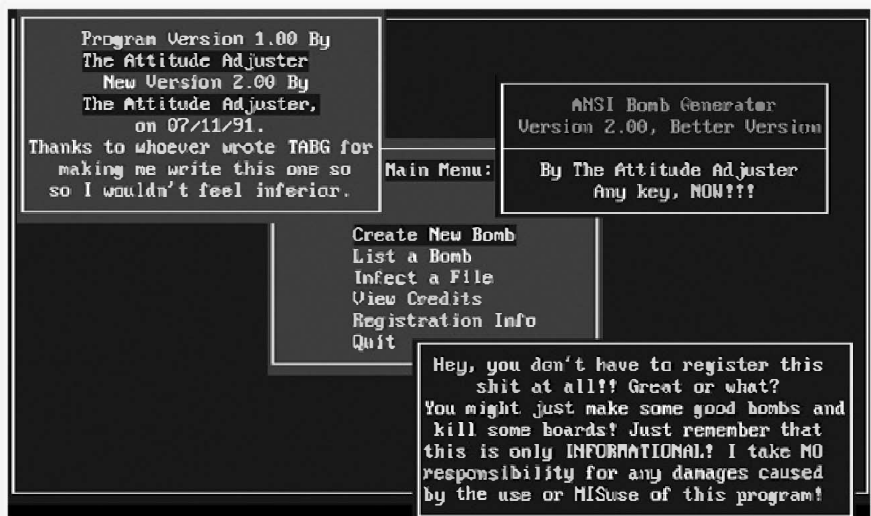 Program Version 1.00 By
The Attitude Adjuster
New Version 2.00 By
The Attitude Adjuster,
on 07/11/91.
Thanks to whoever wrote TABG for
making me write this one so
so I wouldn't feel inferior.
ANSI Bomb Generator
Version 2.00, Better Version
By The Attitude Adjuster
Any key, NOW!!!
Main Menu:
Create New Bomb
List a Bomb
Infect a File
View Credits
Registration Info
Quit
Hey, you don't have to register this
shit at all!! Great or what?
You might just make some good bombs and
kill some boards! Just remember that
this is only INFORMATIONAL! I take NO
responsibility for any damages caused
by the use or MISuse of this program!